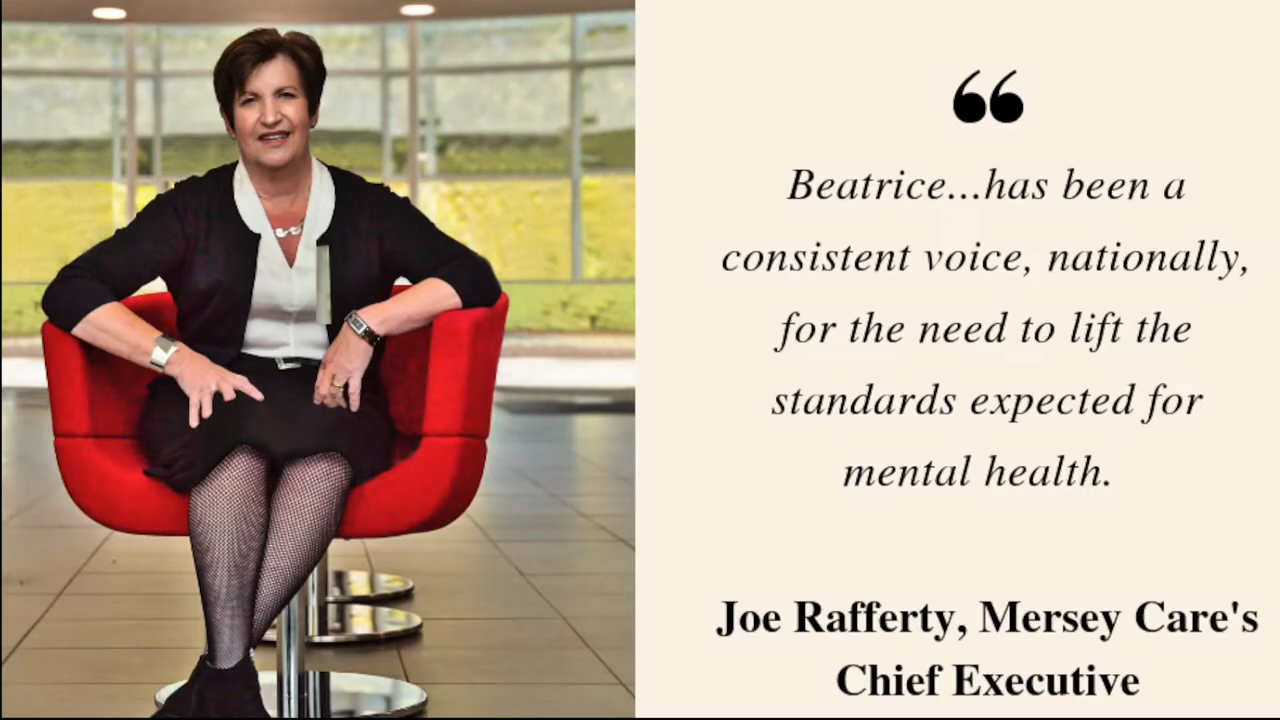 “
Beatrice...has been a
consistent voice, nationally,
for the need to lift the
standards expected for
mental health.
Joe Rafferty, Mersey Care's
Chief Executive